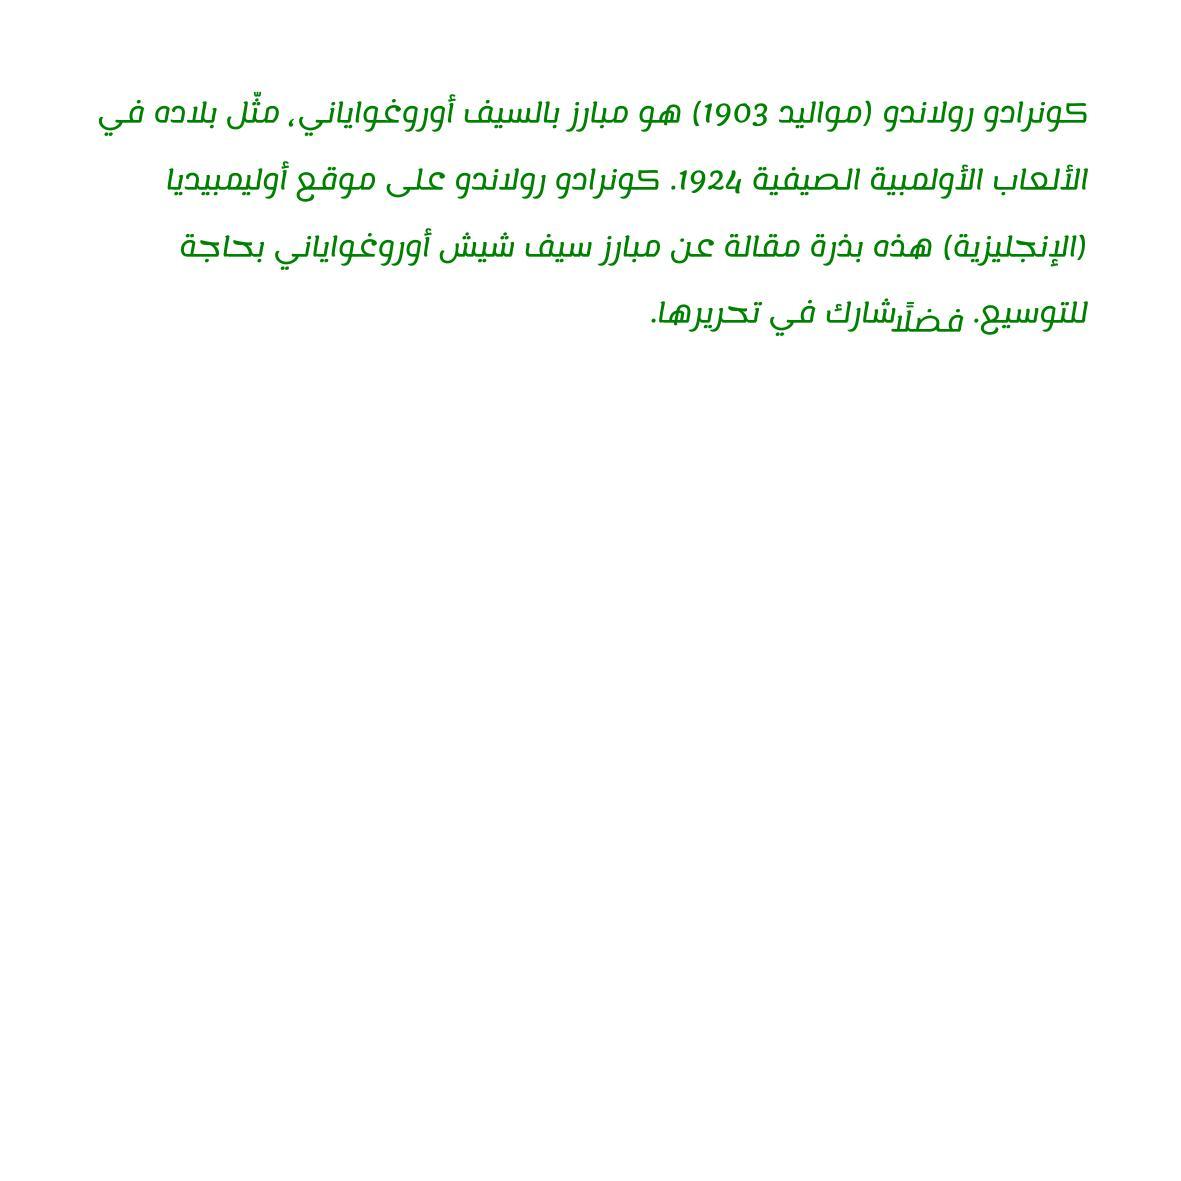 كونرادو رولاندو (مواليد 1903) هو مبارز بالسيف أوروغواياني، مثّل بلاده في
الألعاب الأولمبية الصيفية 1924. كونرادو رولاندو على موقع أوليمبيديا
(الإنجليزية) هذه بذرة مقالة عن مبارز سيف شيش أوروغواياني بحاجة
للتوسيع. فضلًا شارك في تحريرها.